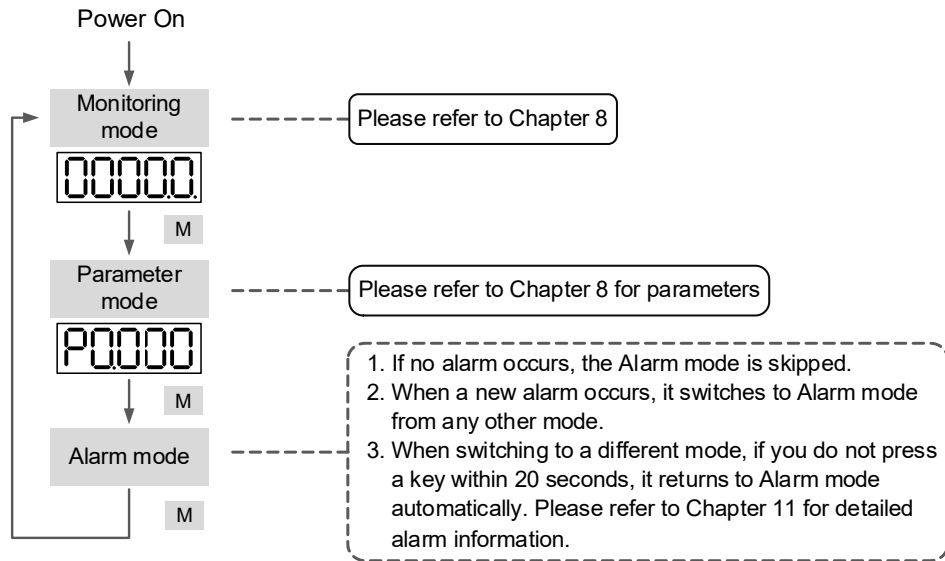 Power On
Monitoring
mode
Please refer to Chapter 8
0000.0.
M
Parameter
mode
Please refer to Chapter 8 for parameters
P0.000
M
Alarm mode
1. If no alarm occurs, the Alarm mode is skipped.
2. When a new alarm occurs, it switches to Alarm mode
from any other mode.
3. When switching to a different mode, if you do not press
a key within 20 seconds, it returns to Alarm mode
automatically. Please refer to Chapter 11 for detailed
alarm information.
M